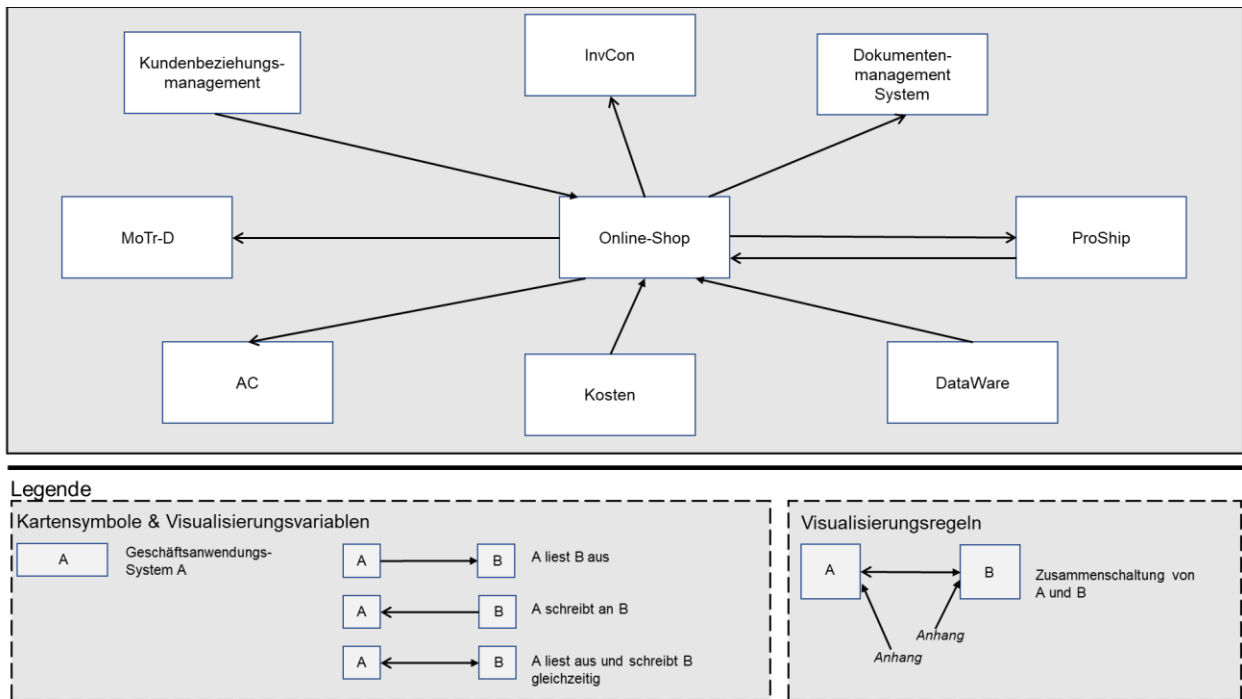 Kundenbeziehungs-
management
InvCon
Dokumenten-
management
System
MoTr-D
Online-Shop
ProShip
AC
Kosten
DataWare
Legende
Kartensymbole & Visualisierungsvariablen
A
Geschäftsanwendungs-
System A
A
B
A liest B aus
A
B
A schreibt an B
A
B
A liest aus und schreibt B
gleichzeitig
Visualisierungsregeln
A
B
Zusammenschaltung von
A und B
Anhang
Anhang